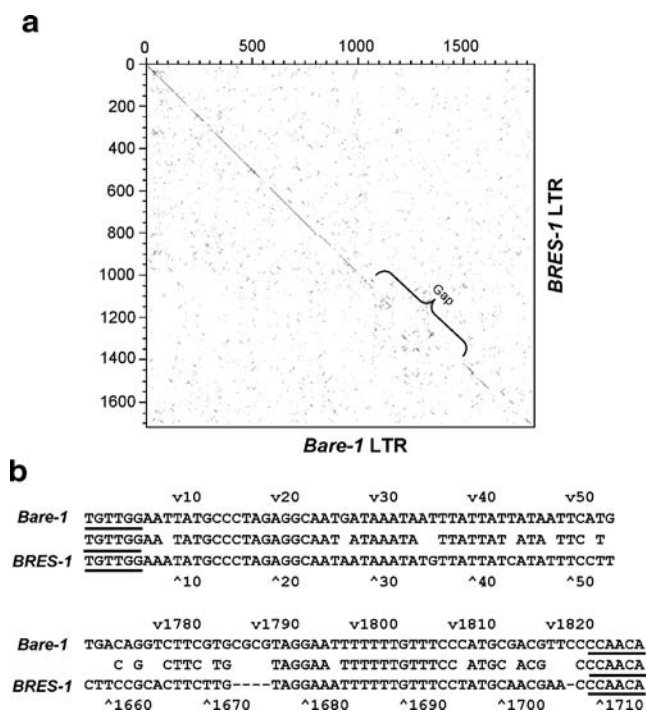 a
0 500 1000 1500
0
200
400
600
800
1000
1200
1400
1600
Gap
BRES-1 LTR
Bare-1 LTR
b
v10 v20 v30 v40 v50
Bare-1 TGTTGGAATTATGCCCTAGAGGCAATGATAAATAATTTATTATTATAATTCATG
TGTTGGAA TATGCCCTAGAGGCAAT ATAAATA  TTATTAT ATA TTC T
BRES-1 TGTTGGAAATATGCCCTAGAGGCAATAATAAATATGTTATTATCATATTTCCTT
^10 ^20 ^30 ^40 ^50
v1780 v1790 v1800 v1810 v1820
Bare-1 TGACAGGTCTTCGTGCGCGTAGGAATTTTTTTGTTTCCCATGCGACGTTCCCCAACA
C G CTTC TG    TAGGAA TTTTTTGTTTCC ATGC ACG   CCCAACA
BRES-1 CTTCCGCACTTCTTG----TAGGAAATTTTTTGTTTCCTATGCAACGAA-CCCAACA
^1660 ^1670 ^1680 ^1690 ^1700 ^1710